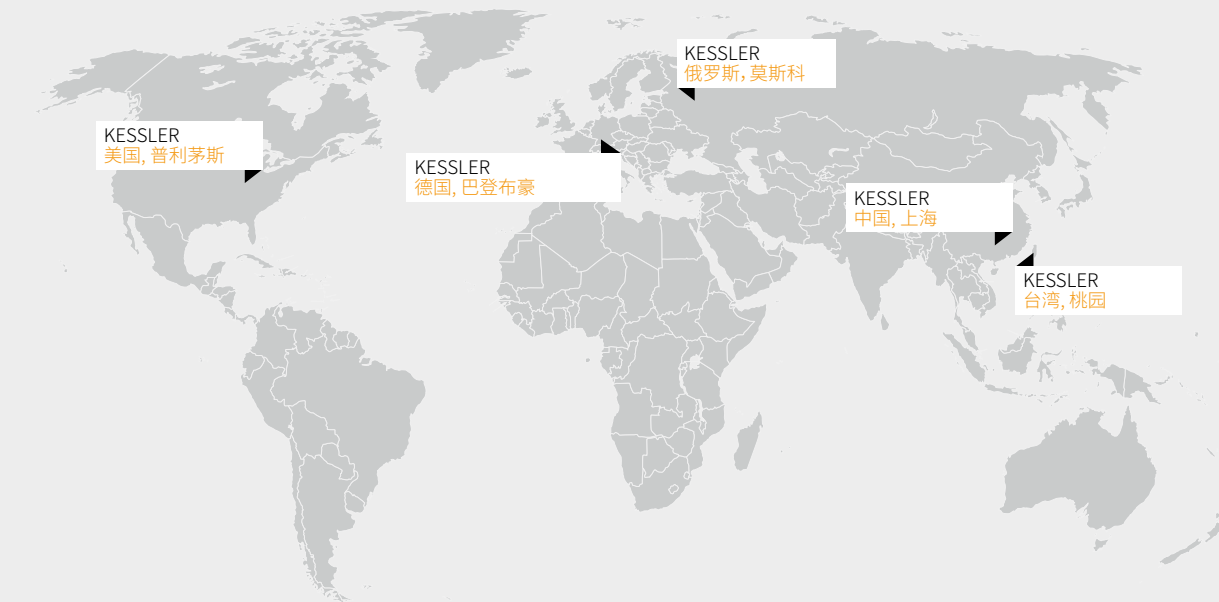 KESSLER
俄罗斯，莫斯科
KESSLER
美国, 普利茅斯
KESSLER
德国, 巴登布豪
KESSLER
中国, 上海
KESSLER
台湾, 桃园